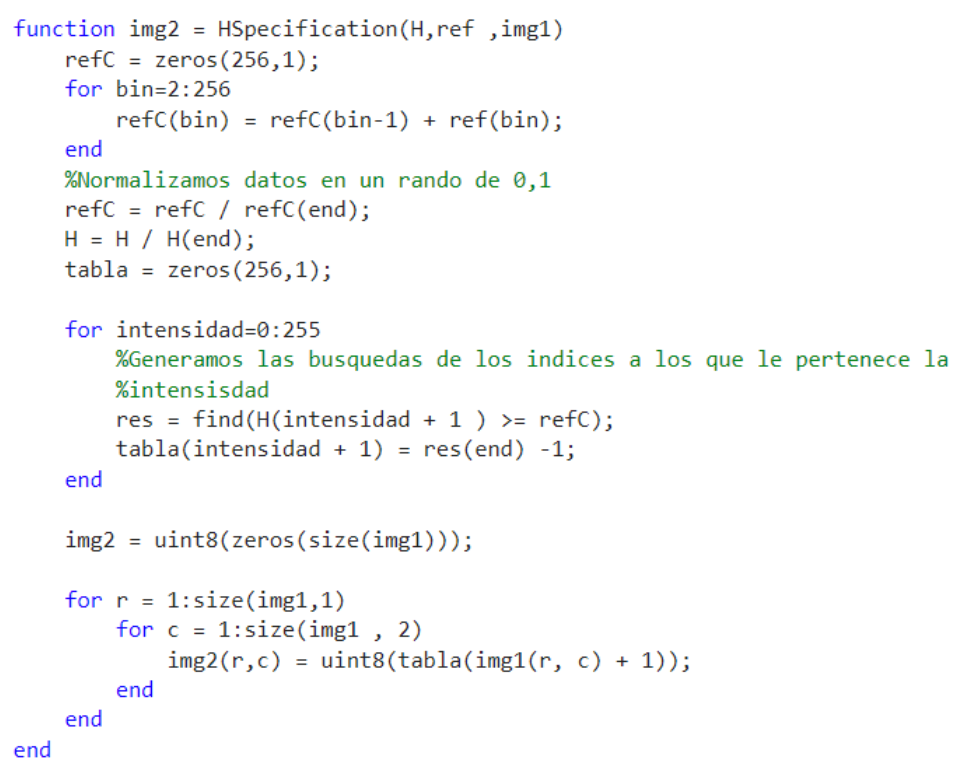 function img2 = HSpecification(H,ref ,img1)
refC = zeros(256,1);
for bin=2:256
refC(bin) = refC(bin-1) + ref(bin);
end
%Normalizamos datos en un rando de 0,1
refC = refC / refC(end);
H = H / H(end);
tabla = zeros(256,1);
for intensidad=0:255
%Generamos las busquedas de los indices a los que le pertenece la
%intensisdad
res = find(H(intensidad + 1 ) >= refC);
tabla(intensidad + 1) = res(end) -1;
end
img2 = uint8(zeros(size(img1)));
for r = 1:size(img1,1)
for c = 1:size(img1 , 2)
img2(r,c) = uint8(tabla(img1(r, c) + 1));
end
end
end